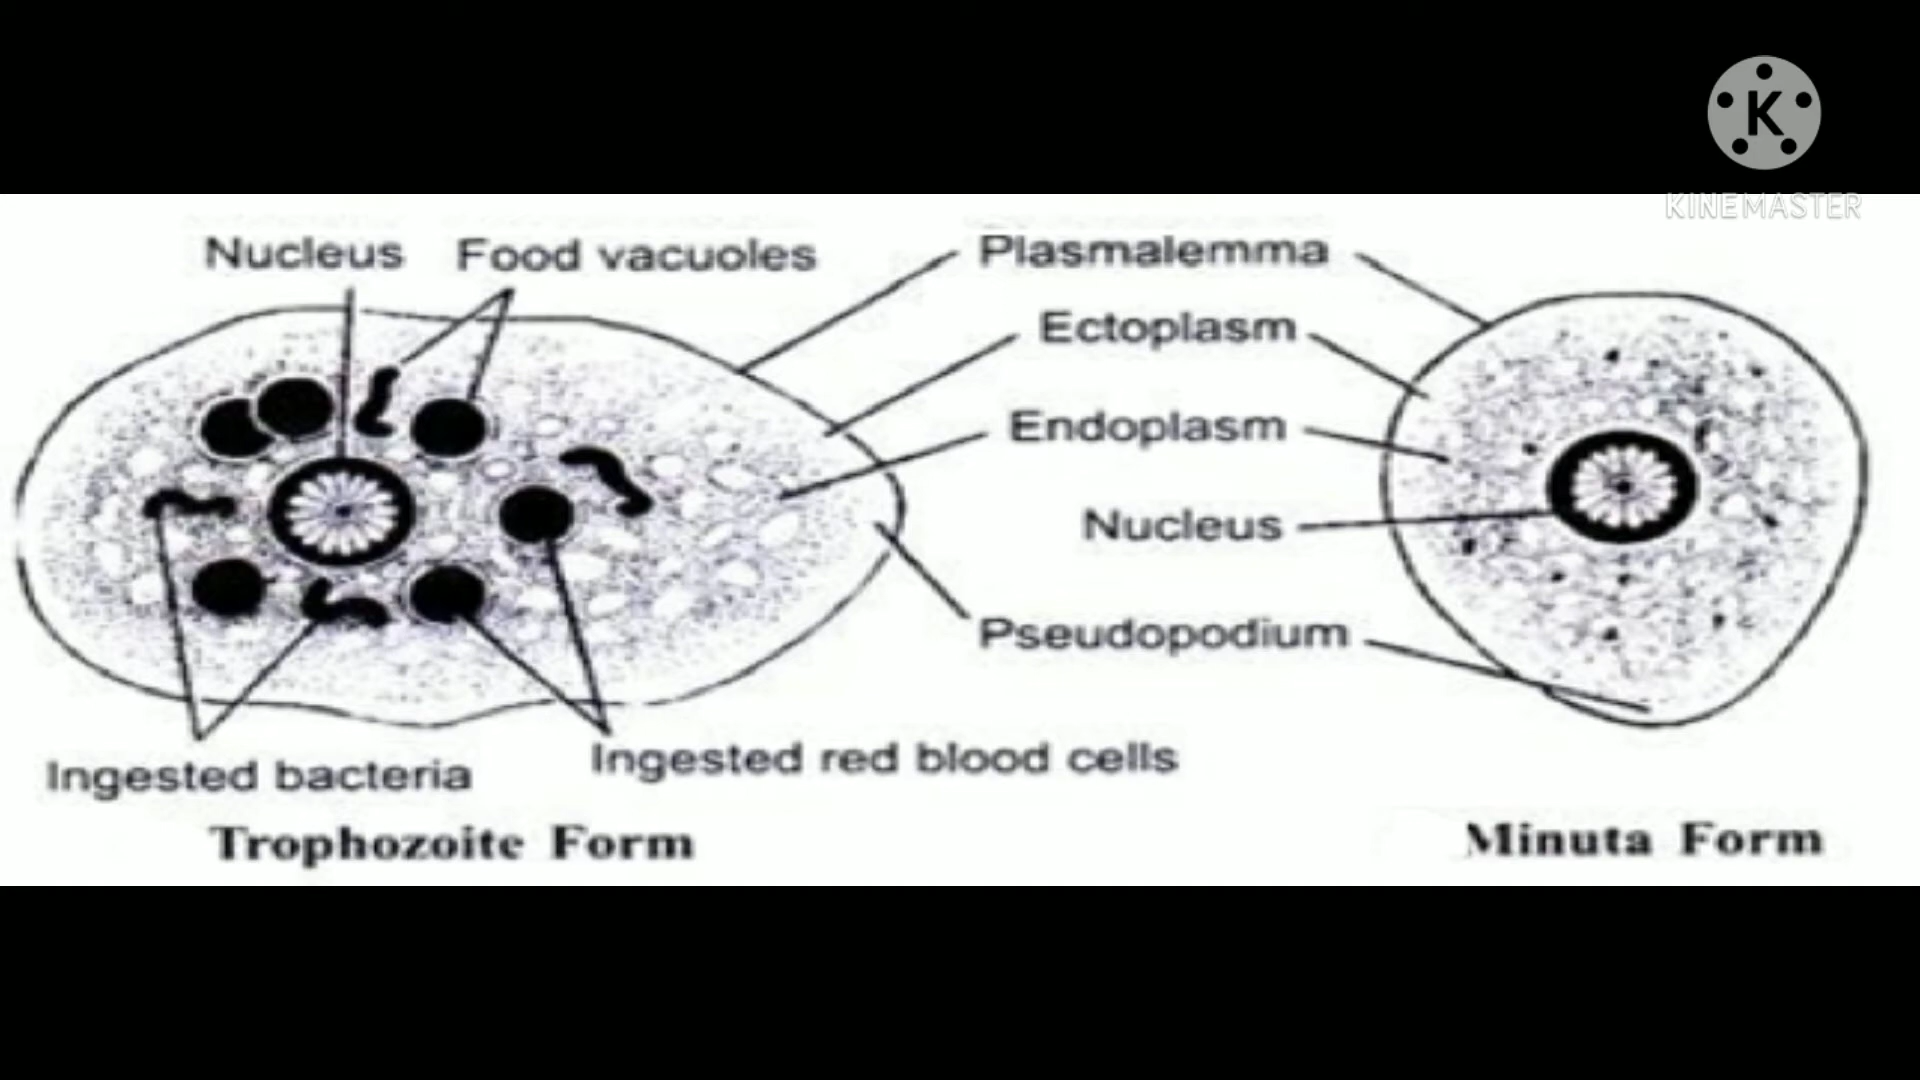 K
KINEMASTER
Nucleus
Food vacuoles
Plasmalemma
Ectoplasm
Endoplasm
Nucleus
Pseudopodium
Ingested bacteria
Ingested red blood cells
Trophozoite Form
Minuta Form